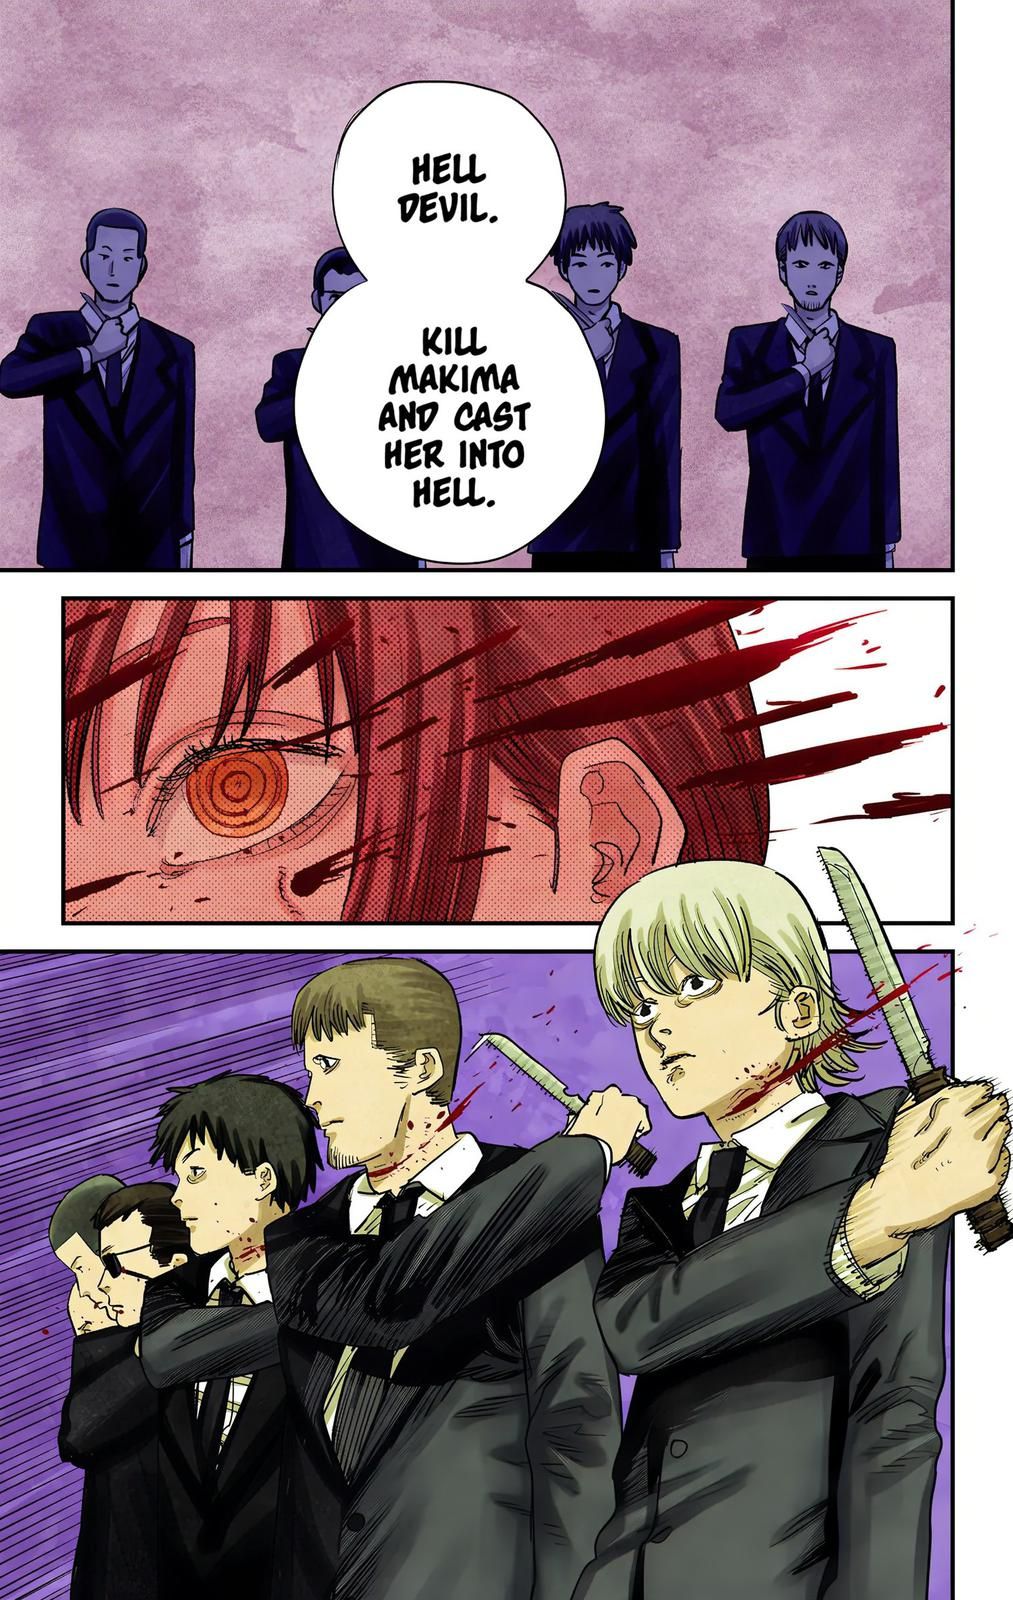 HELL
DEVIL.
KILL
MAKIMA
AND CAST
HER INTO
HELL.